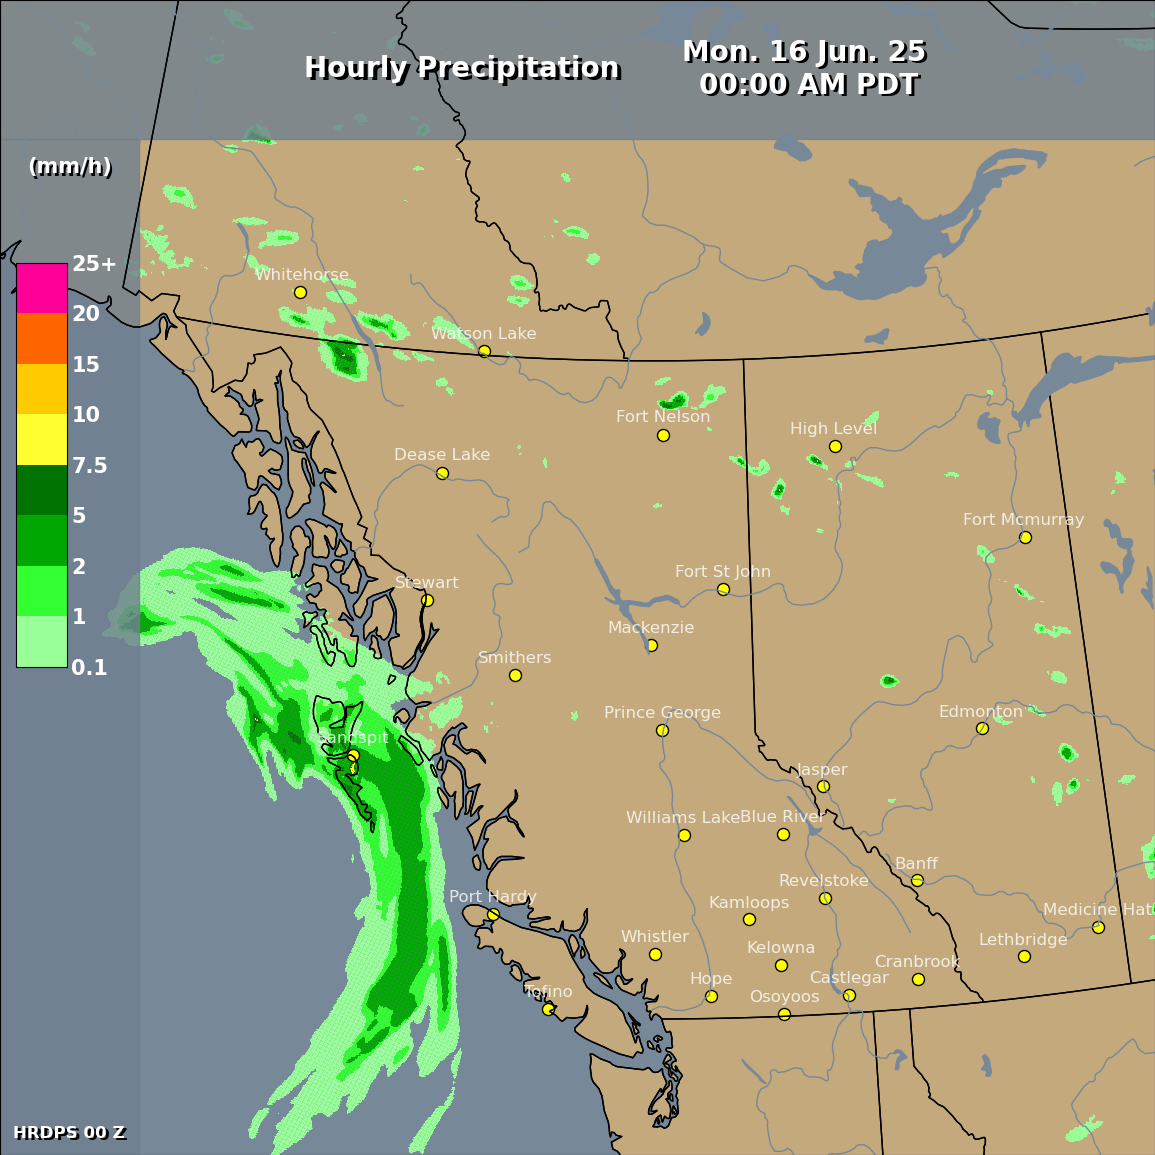 Hourly Precipitation
Mon. 16 Jun. 25
00:00 AM PDT
(mm/h)
25+
20
15
10
7.5
5
2
1
0.1
Whitehorse
Watson Lake
Fort Nelson
High Level
Dease Lake
Fort Mcmurray
Stewart
Fort St John
Mackenzie
Smithers
Prince George
Edmonton
Sandspit
Jasper
Williams Lake
Blue River
Banff
Revelstoke
Port Hardy
Kamloops
Medicine Hat
Whistler
Kelowna
Lethbridge
Cranbrook
Hope
Castlegar
Tofino
Osoyoos
HRDPS 00 Z